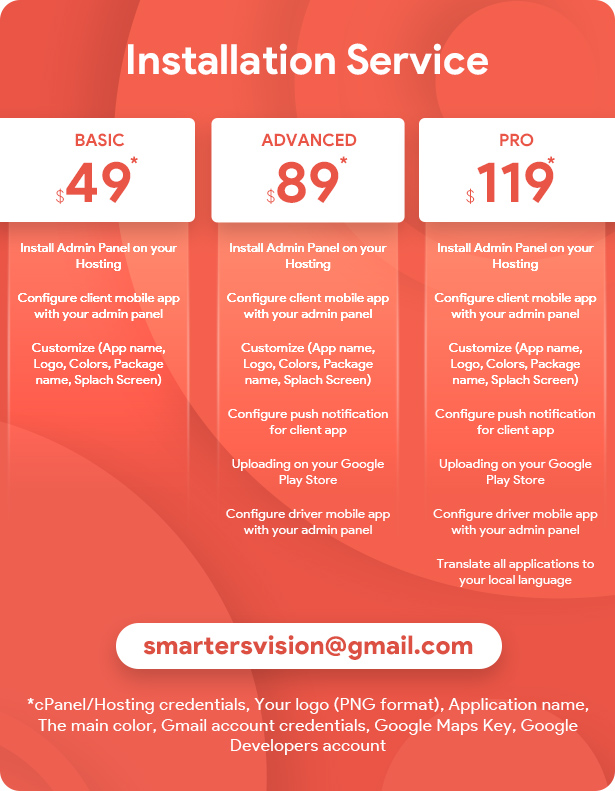 Installation Service
BASIC
$49*
Install Admin Panel on your
Hosting
Configure client mobile app
with your admin panel
Customize (App name,
Logo, Colors, Package
name, Splach Screen)
ADVANCED
$89*
Install Admin Panel on your
Hosting
Configure client mobile app
with your admin panel
Customize (App name,
Logo, Colors, Package
name, Splach Screen)
Configure push notification
for client app
Uploading on your Google
Play Store
Configure driver mobile app
with your admin panel
PRO
$119*
Install Admin Panel on your
Hosting
Configure client mobile app
with your admin panel
Customize (App name,
Logo, Colors, Package
name, Splach Screen)
Configure push notification
for client app
Uploading on your Google
Play Store
Configure driver mobile app
with your admin panel
Translate all applications to
your local language
smartersvision@gmail.com
*cPanel/Hosting credentials, Your logo (PNG format), Application name,
The main color, Gmail account credentials, Google Maps Key, Google
Developers account